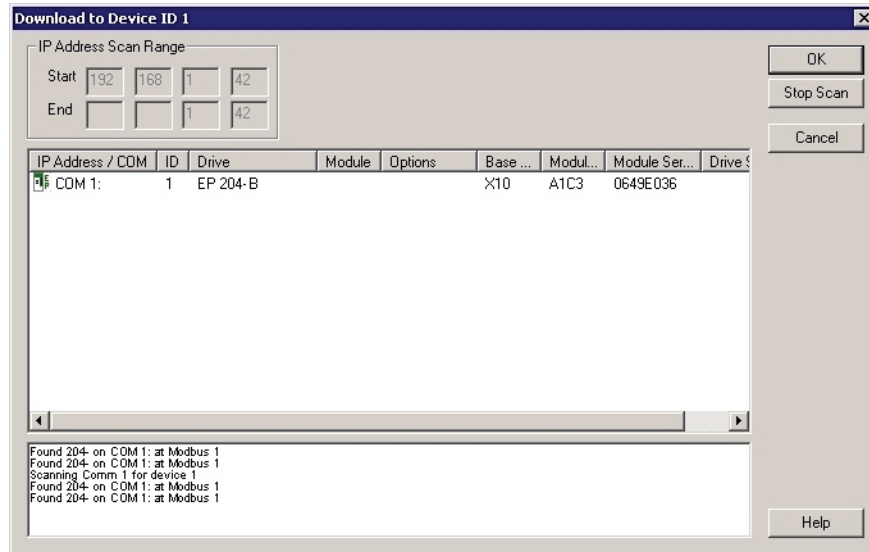 Download to Device ID 1
IP Address Scan Range
Start 192 168 1 42
End 1 42
OK
Stop Scan
Cancel
IP Address / COM ID Drive Module Options Base ... Modul... Module Ser... Drive S
COM 1: 1 EP 204-B X10 A1C3 0649E036
Found 204- on COM 1: at Modbus 1
Found 204- on COM 1: at Modbus 1
Scanning Comm 1 for device 1
Found 204- on COM 1: at Modbus 1
Found 204- on COM 1: at Modbus 1
Help